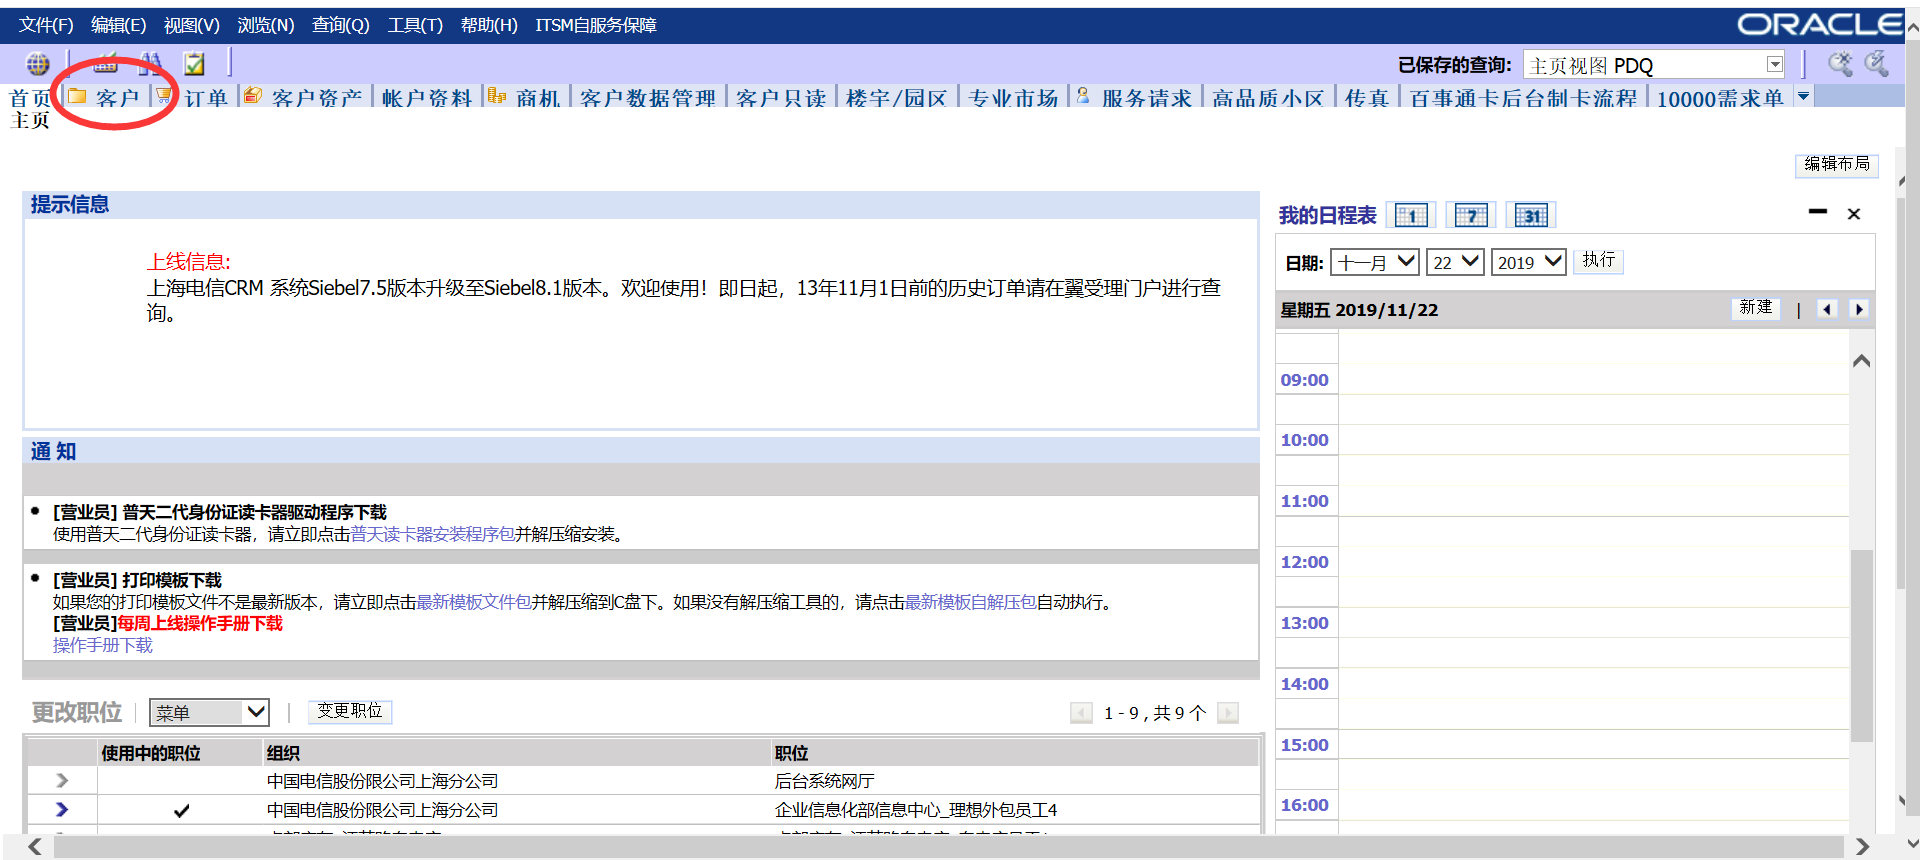 文件(F) 编辑(E) 视图(V) 浏览(N) 查询(Q) 工具(T) 帮助(H) ITSM自服务保障
ORACLE
已保存的查询: 主页视图 PDQ
首页 客户 订单 客户资产 帐户资料 商机 客户数据管理 客户只读 楼宇/园区 专业市场 服务请求 高品质小区 传真 百事通卡后台制卡流程 10000需求单
主页
编辑布局
提示信息
上线信息:
上海电信CRM 系统Siebel7.5版本升级至Siebel8.1版本。欢迎使用！即日起，13年11月1日前的历史订单请在翼受理门户进行查
询。
通 知
[营业员] 普天二代身份证读卡器驱动程序下载
使用普天二代身份证读卡器，请立即点击普天读卡器安装程序包并解压缩安装。
[营业员] 打印模板下载
如果您的打印模板文件不是最新版本，请立即点击最新模板文件包并解压缩到C盘下。如果没有解压缩工具的，请点击最新模板自解压包自动执行。
[营业员]每周上线操作手册下载
操作手册下载
更改职位 菜单 变更职位 1 - 9 , 共 9 个
使用中的职位 组织 职位
中国电信股份限公司上海分公司 后台系统网厅
中国电信股份限公司上海分公司 企业信息化部信息中心_理想外包员工4
我的日程表 1 7 31
日期: 十一月 22 2019 执行
星期五 2019/11/22 新建 |
09:00
10:00
11:00
12:00
13:00
14:00
15:00
16:00